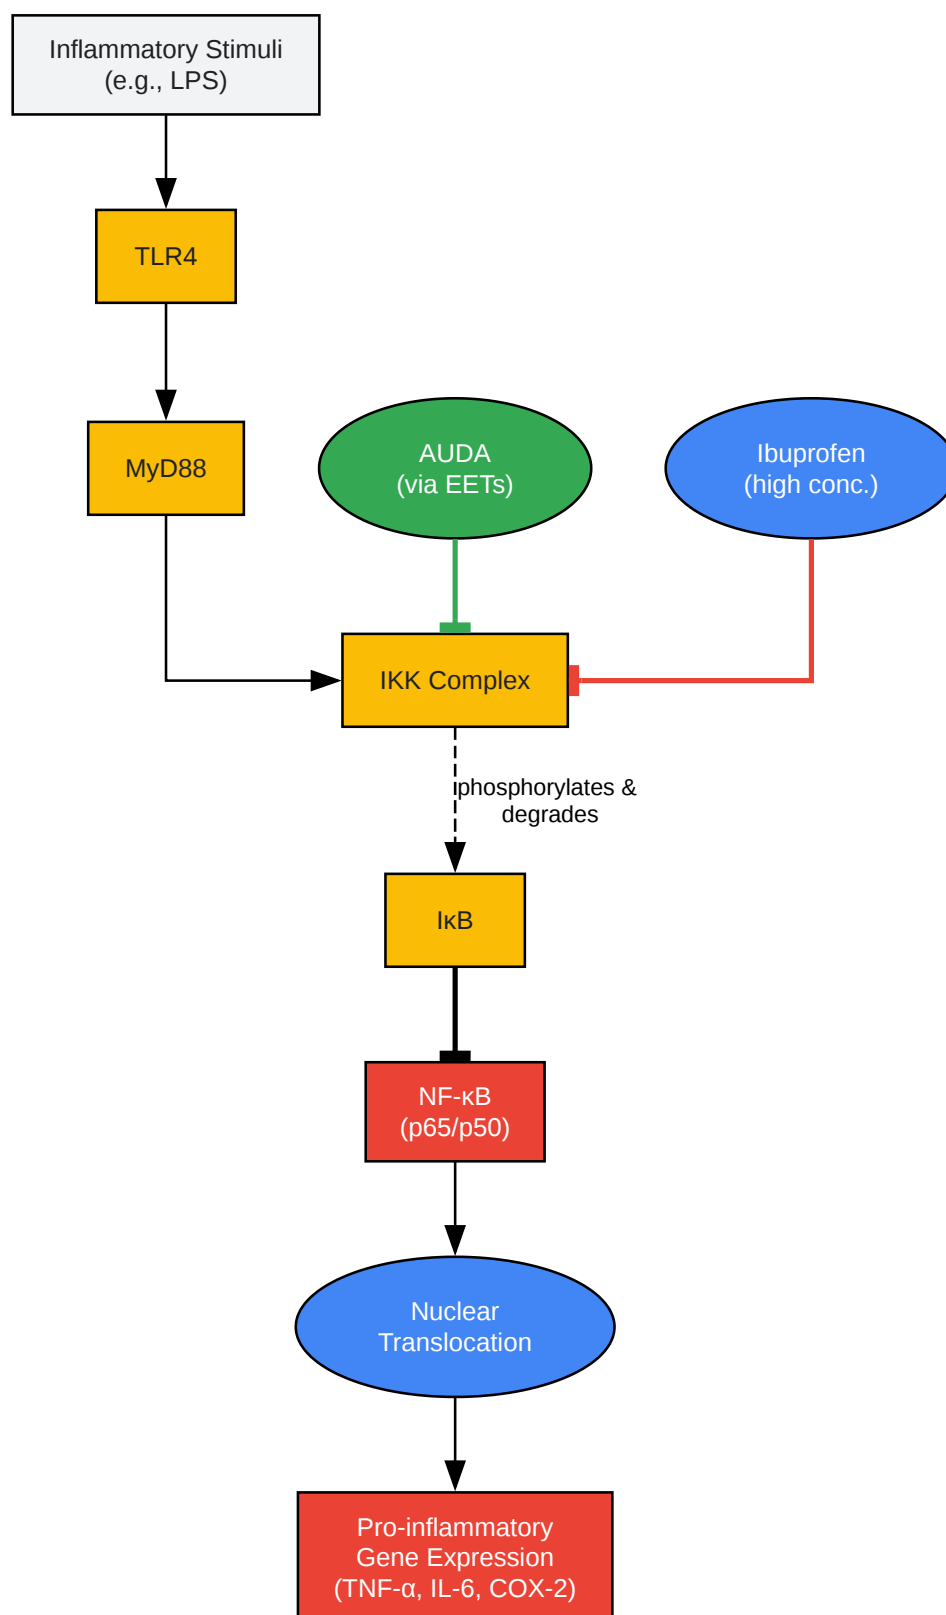 Inflammatory Stimuli
(e.g., LPS)
TLR4
MyD88
AUDA
(via EETs)
Ibuprofen
(high conc.)
IKK Complex
phosphorylates &
degrades
IκB
NF-κB
(p65/p50)
Nuclear
Translocation
Pro-inflammatory
Gene Expression
(TNF-α, IL-6, COX-2)